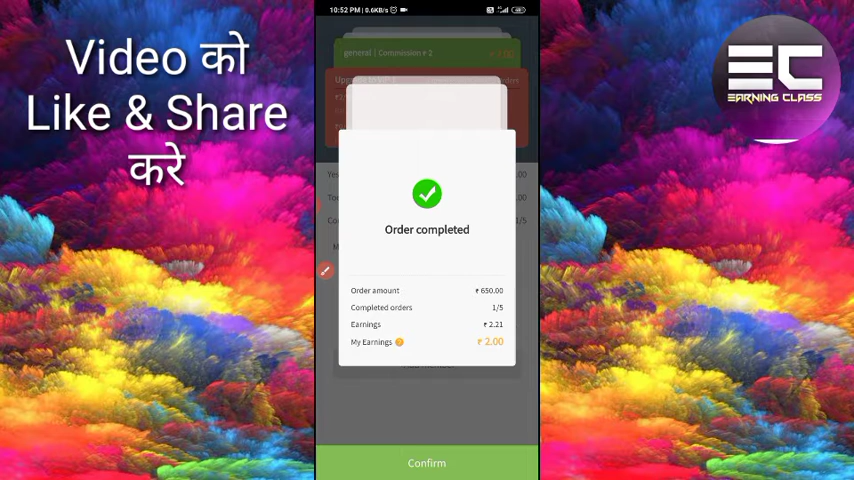 Video को
Like & Share
करे
EC
EARNING CLASS
10:52 PM | 0.6KB/s
general | Commission ₹ 2
Order completed
Order amount ₹ 650.00
Completed orders 1/5
Earnings ₹ 2.21
My Earnings ? ₹ 2.00
Confirm